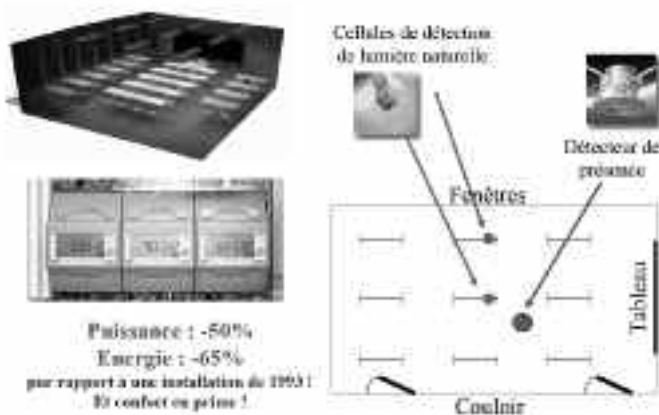 Cellules de détection
de lumière naturelle
Détecteur de
présence
Fenêtres
Tableau
Couloir
Puissance : -50%
Energie : -65%
par rapport à une installation de 1993 !
Et confort en prime !